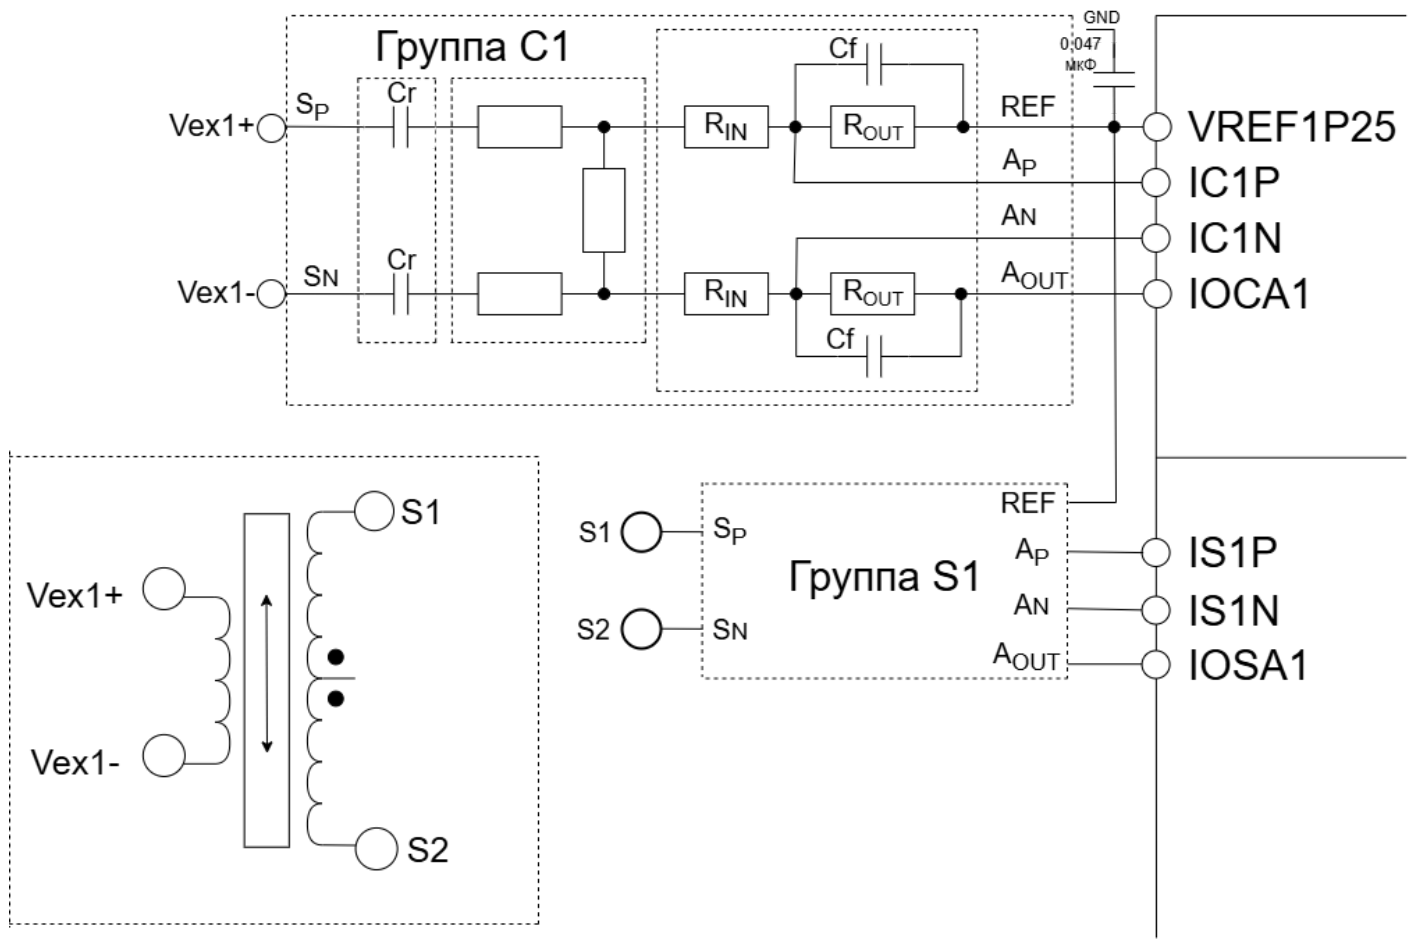 GND
0,047
мкФ
Группа С1
Cf
Cr
SP
Vex1+
RIN
ROUT
REF
VREF1P25
AP
IC1P
AN
IC1N
Cr
SN
Vex1-
RIN
ROUT
AOUT
IOCA1
Cf
S1
Vex1+
Vex1-
S2
REF
S1
SP
AP
IS1P
Группа S1
S2
SN
AN
IS1N
AOUT
IOSA1